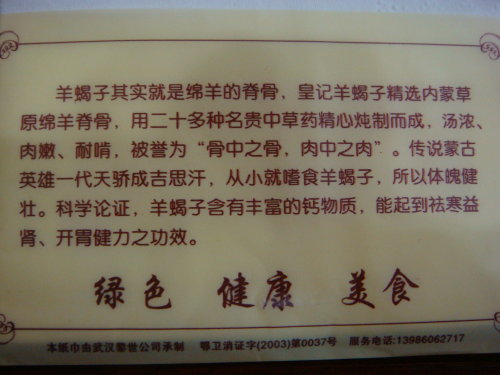 羊蝎子其实就是绵羊的脊骨，皇记羊蝎子精选内蒙草
原绵羊脊骨，用二十多种名贵中草药精心炖制而成，汤浓、
肉嫩、耐啃，被誉为“骨中之骨，肉中之肉”。传说蒙古
英雄一代天骄成吉思汗，从小就嗜食羊蝎子，所以体魄健
壮。科学论证，羊蝎子含有丰富的钙物质，能起到祛寒益
肾、开胃健力之功效。
绿色 健康 美食
本纸巾由武汉鋆世公司承制 鄂卫消证字(2003)第0037号 服务电话:13986062717